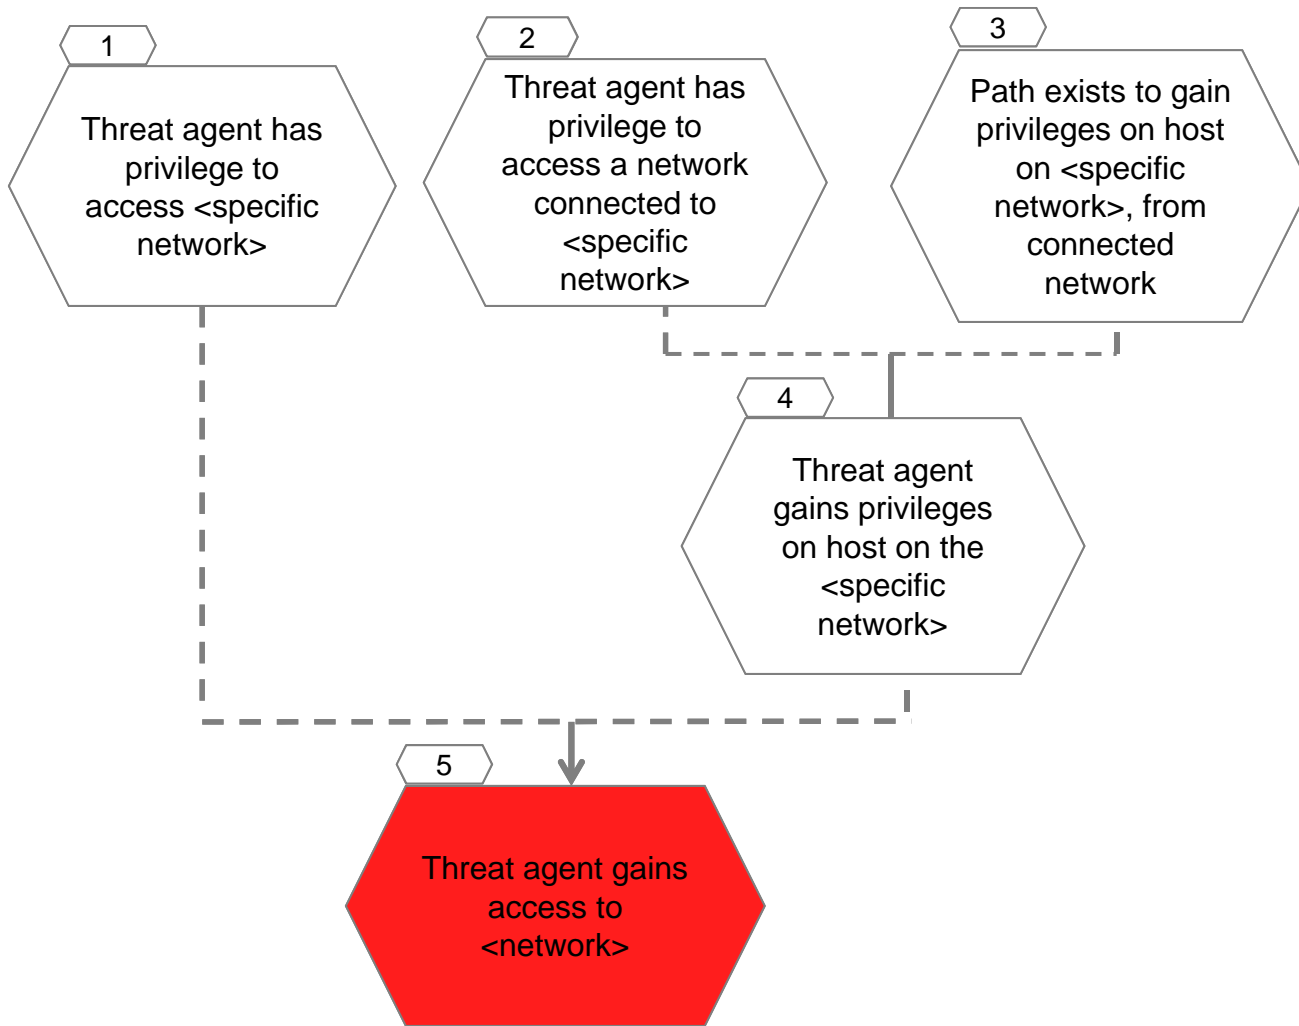 1
Threat agent has
privilege to
access <specific
network>
2
Threat agent has
privilege to
access a network
connected to
<specific
network>
3
Path exists to gain
privileges on host
on <specific
network>, from
connected
network
4
Threat agent
gains privileges
on host on the
<specific
network>
5
Threat agent gains
access to
<network>